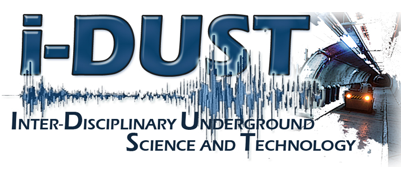 i-DUST
INTER-DISCIPLINARY UNDERGROUND
SCIENCE AND TECHNOLOGY